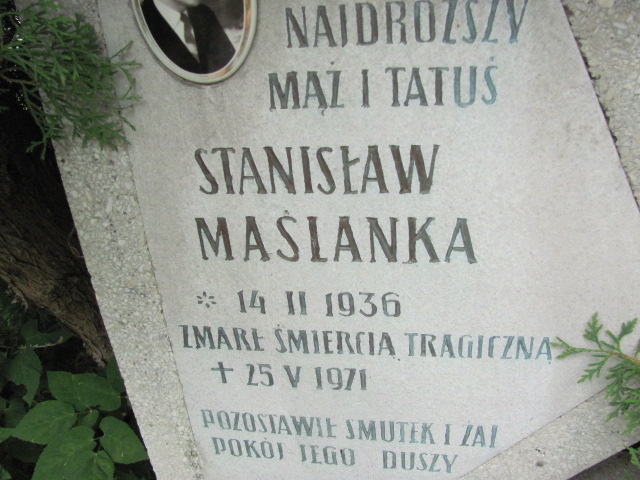 NAJDROŻSZY
MĄŻ I TATUŚ
STANISŁAW
MAŚLANKA
* 14 II 1936
ZMARŁ ŚMIERCIĄ TRAGICZNĄ
+ 25 V 1971
POZOSTAWIŁ SMUTEK I ŻAL
POKÓJ JEGO DUSZY